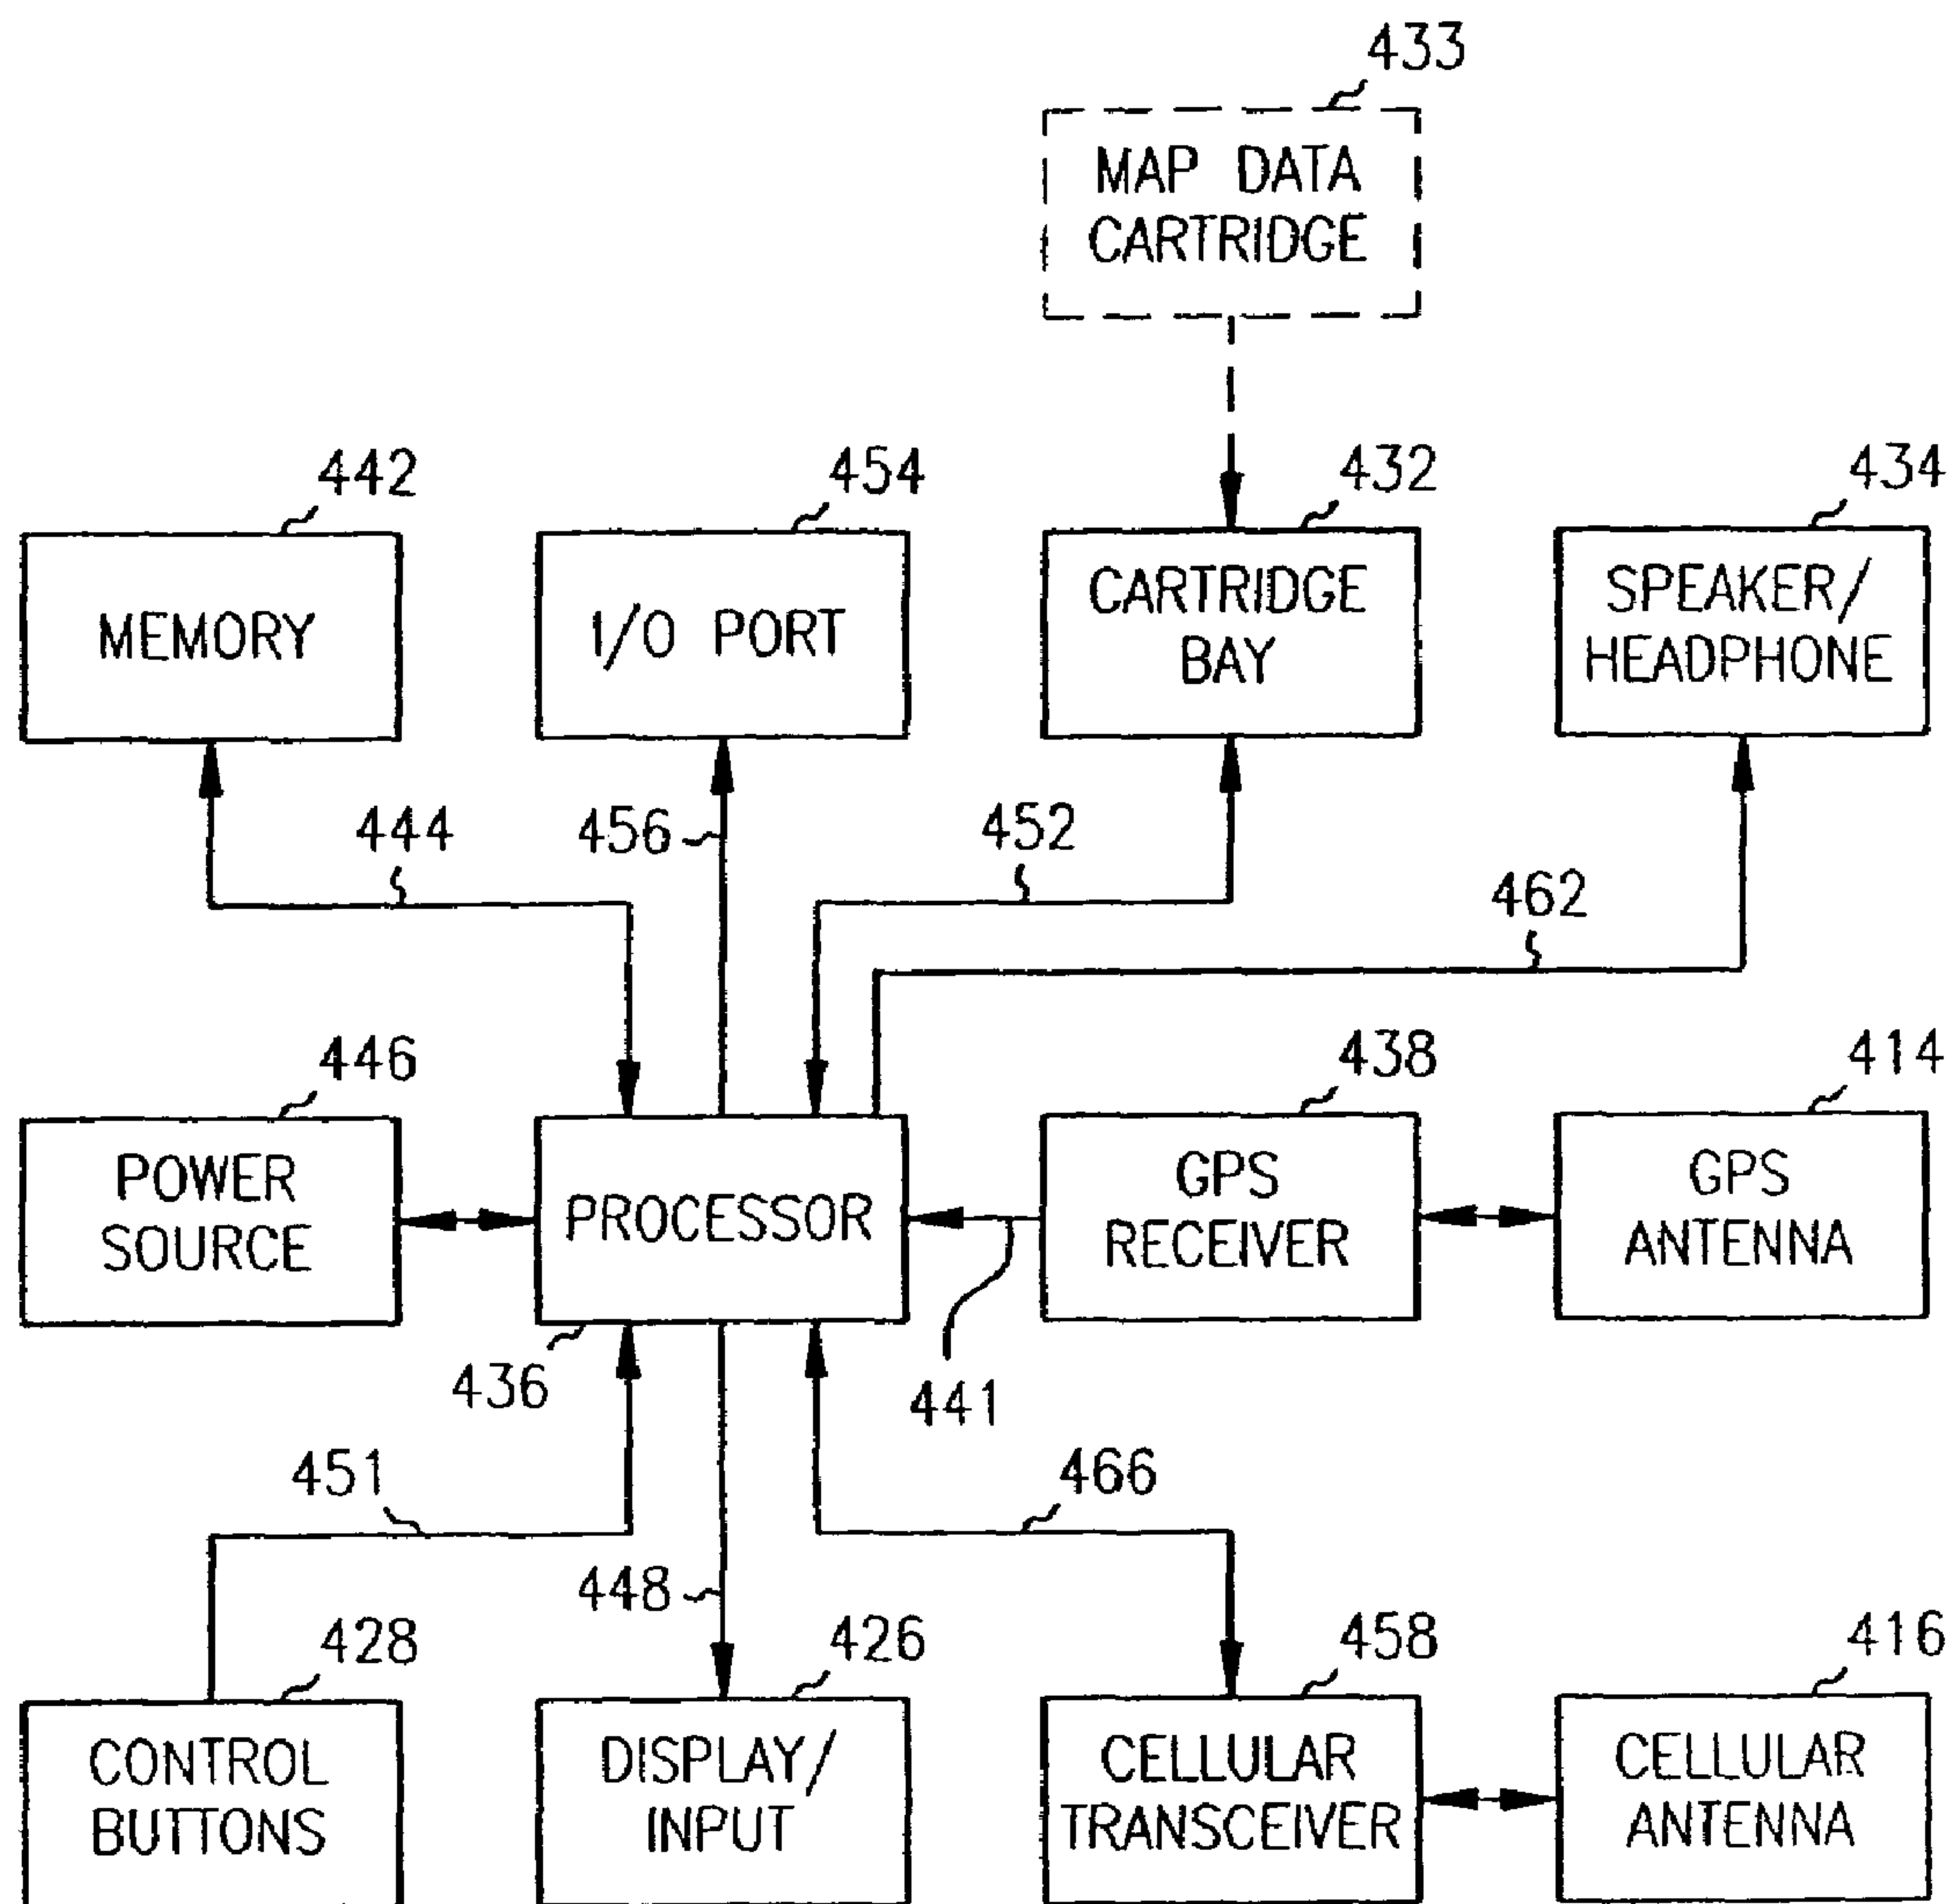 433
MAP DATA
CARTRIDGE
442
454
432
434
MEMORY
I/O PORT
CARTRIDGE
BAY
SPEAKER/
HEADPHONE
444
456
452
462
446
438
414
POWER
SOURCE
PROCESSOR
GPS
RECEIVER
GPS
ANTENNA
436
441
451
466
448
428
426
458
416
CONTROL
BUTTONS
DISPLAY/
INPUT
CELLULAR
TRANSCEIVER
CELLULAR
ANTENNA